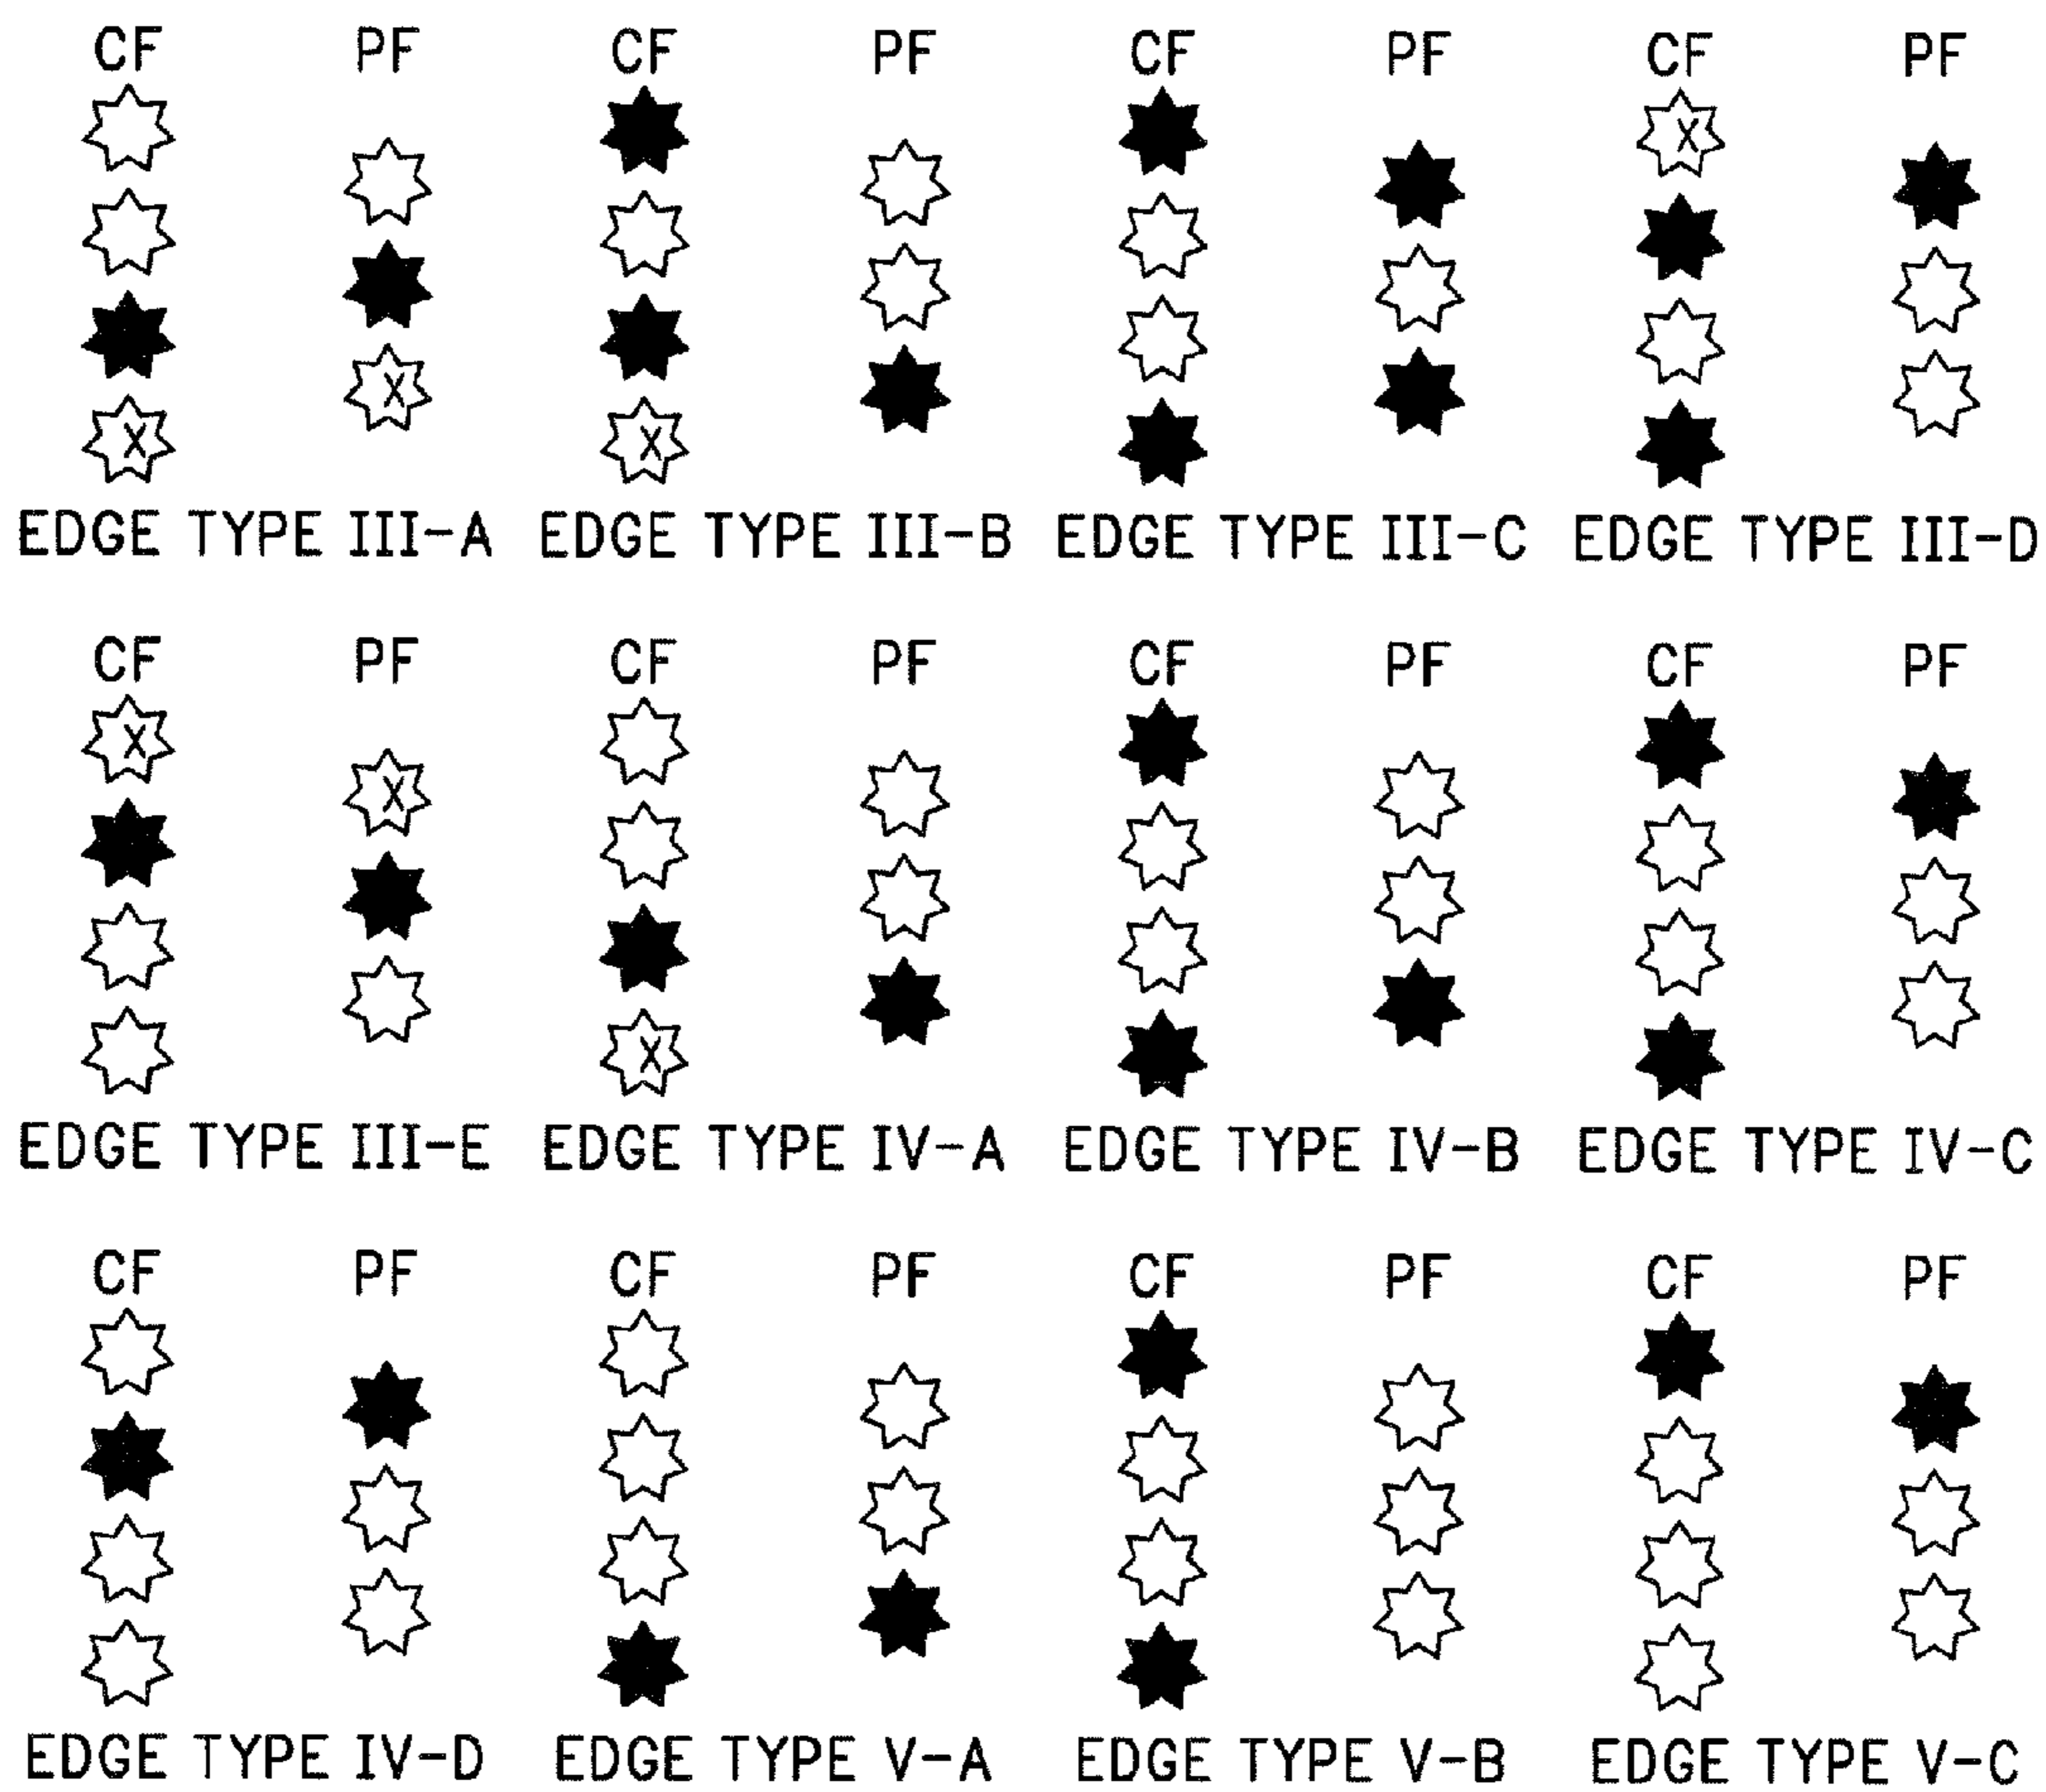 CF PF CF PF CF PF CF PF
X
X
X
X
EDGE TYPE III-A EDGE TYPE III-B EDGE TYPE III-C EDGE TYPE III-D
CF PF CF PF CF PF CF PF
X
X
X
EDGE TYPE III-E EDGE TYPE IV-A EDGE TYPE IV-B EDGE TYPE IV-C
CF PF CF PF CF PF CF PF
EDGE TYPE IV-D EDGE TYPE V-A EDGE TYPE V-B EDGE TYPE V-C